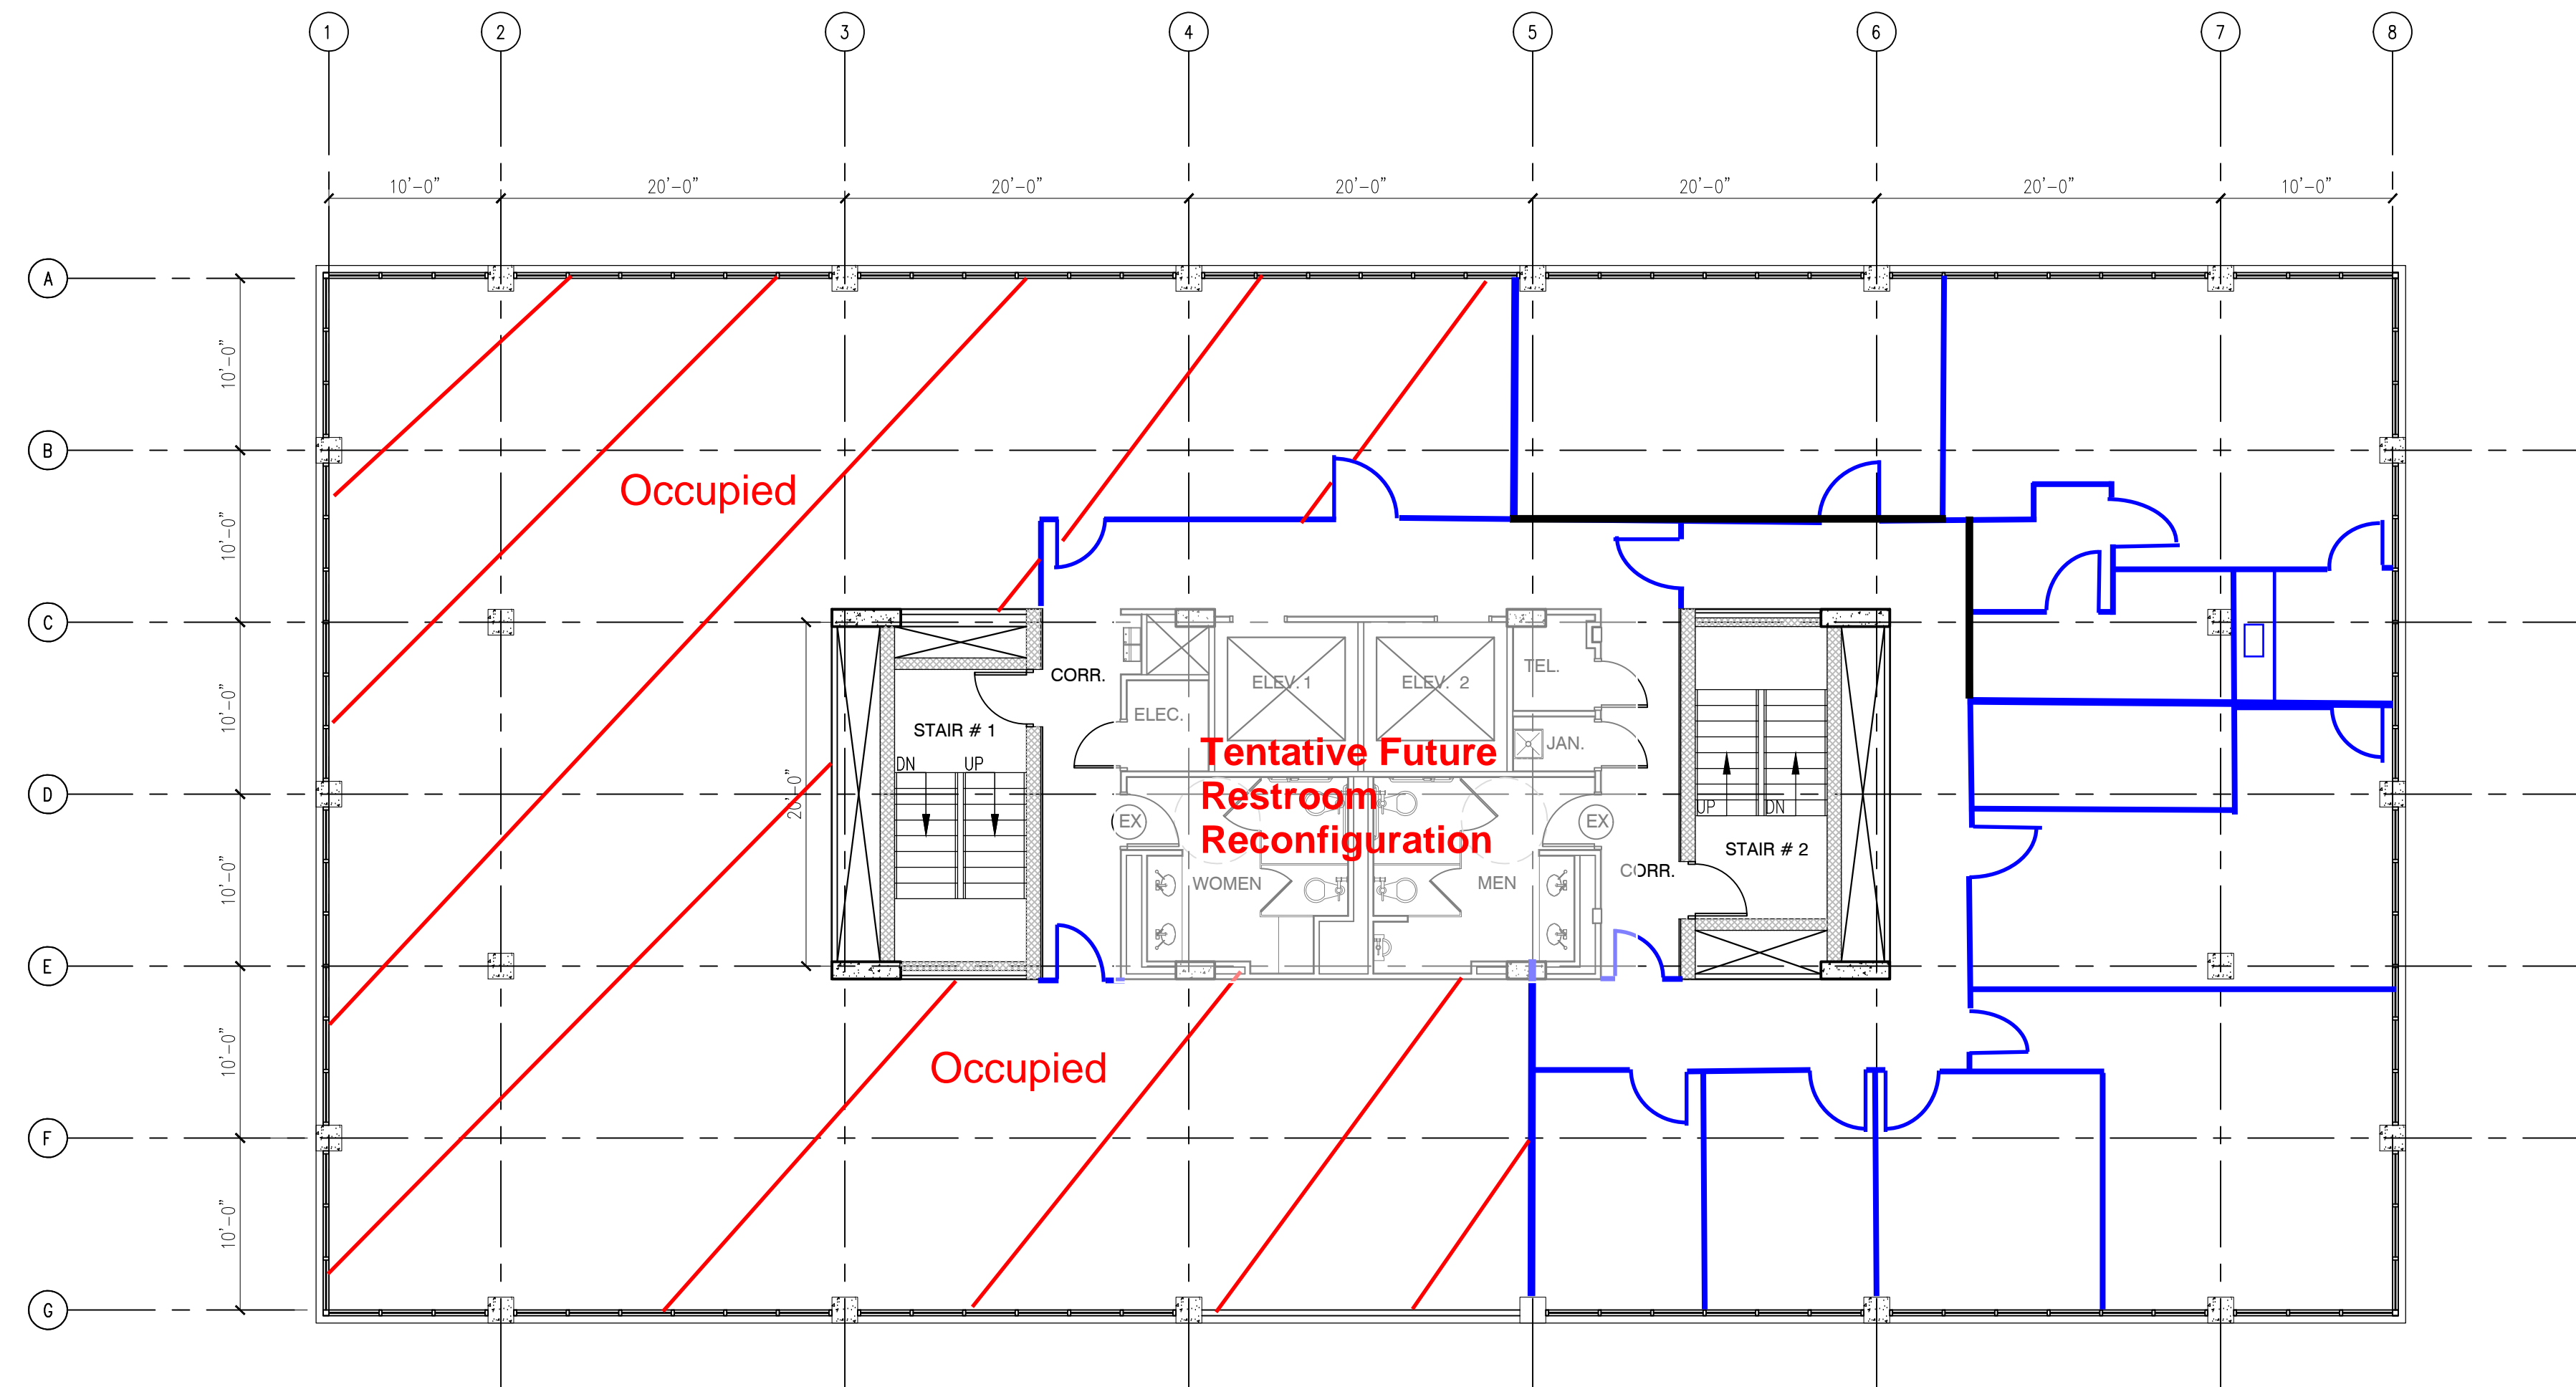 1 2 3 4 5 6 7 8
10'-0" 20'-0" 20'-0" 20'-0" 20'-0" 20'-0" 10'-0"
A
10'-0"
B
Occupied
10'-0"
C
TEL.
CORR.
ELEV. 1 ELEV. 2
10'-0"
ELEC.
STAIR # 1
JAN.
Tentative Future
DN UP
D
20'-0"
Restroom
UP DN
EX EX
Reconfiguration
STAIR # 2
10'-0"
CORR.
WOMEN MEN
E
10'-0"
Occupied
F
10'-0"
G